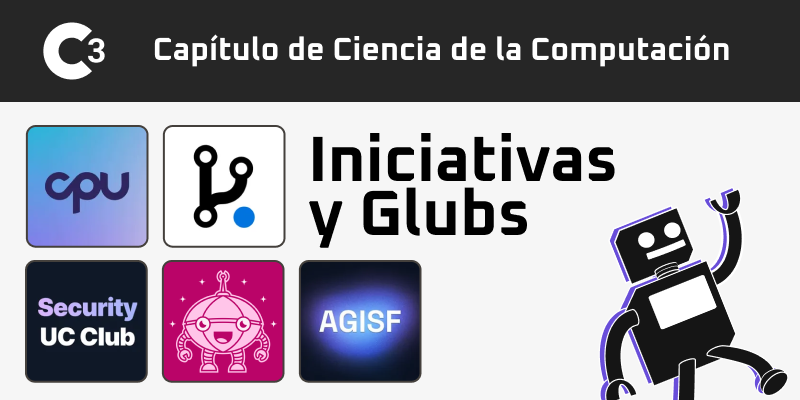 C3
Capítulo de Ciencia de la Computación
cpu
Iniciativas
y Glubs
Security
UC Club
AGISF